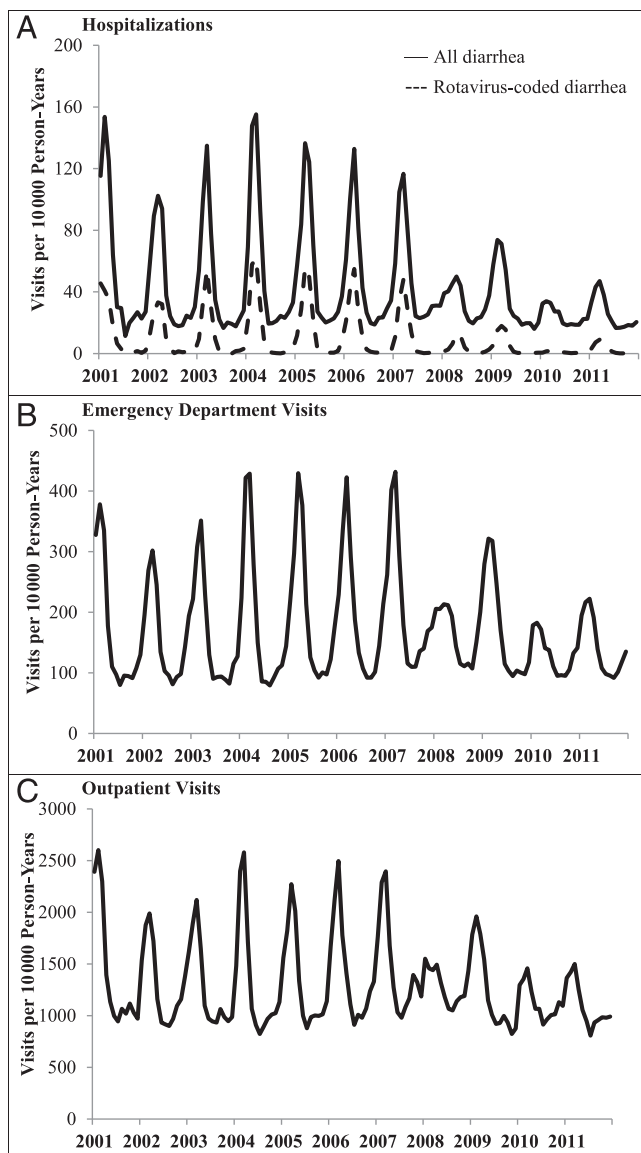 A
Hospitalizations
200
160
120
80
40
0
Visits per 10 000 Person-Years
All diarrhea
Rotavirus-coded diarrhea
2001 2002 2003 2004 2005 2006 2007 2008 2009 2010 2011
B
Emergency Department Visits
500
400
300
200
100
0
Visits per 10 000 Person-Years
2001 2002 2003 2004 2005 2006 2007 2008 2009 2010 2011
C
Outpatient Visits
3000
2500
2000
1500
1000
500
0
Visits per 10 000 Person-Years
2001 2002 2003 2004 2005 2006 2007 2008 2009 2010 2011